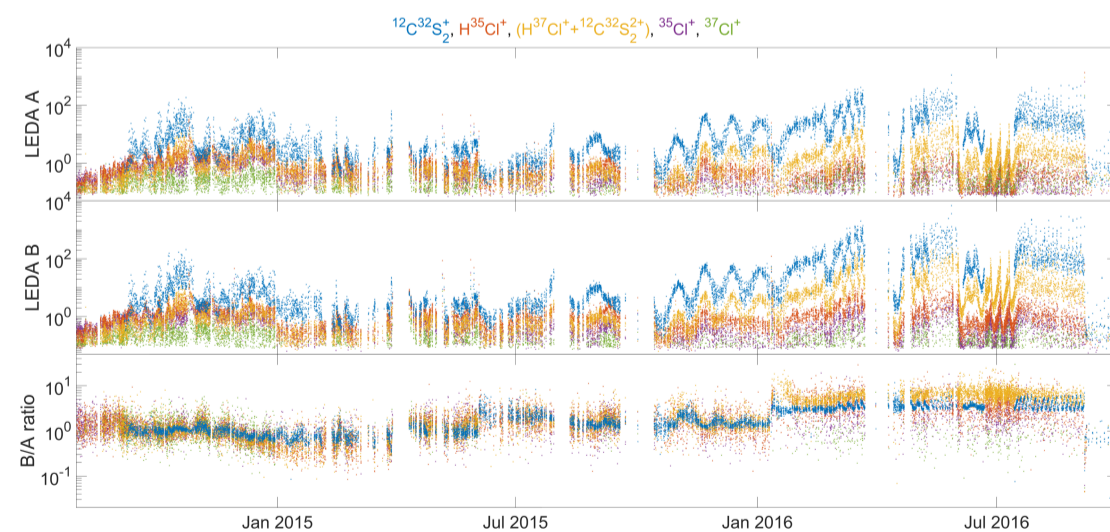 ¹²C³²S₂⁺, H³⁵Cl⁺, (H³⁷Cl⁺+¹²C³²S₂²⁺), ³⁵Cl⁺, ³⁷Cl⁺
10⁴
LEDA A
10²
10⁰
10⁴
LEDA B
10²
10⁰
B/A ratio
10¹
10⁰
10⁻¹
Jan 2015 Jul 2015 Jan 2016 Jul 2016